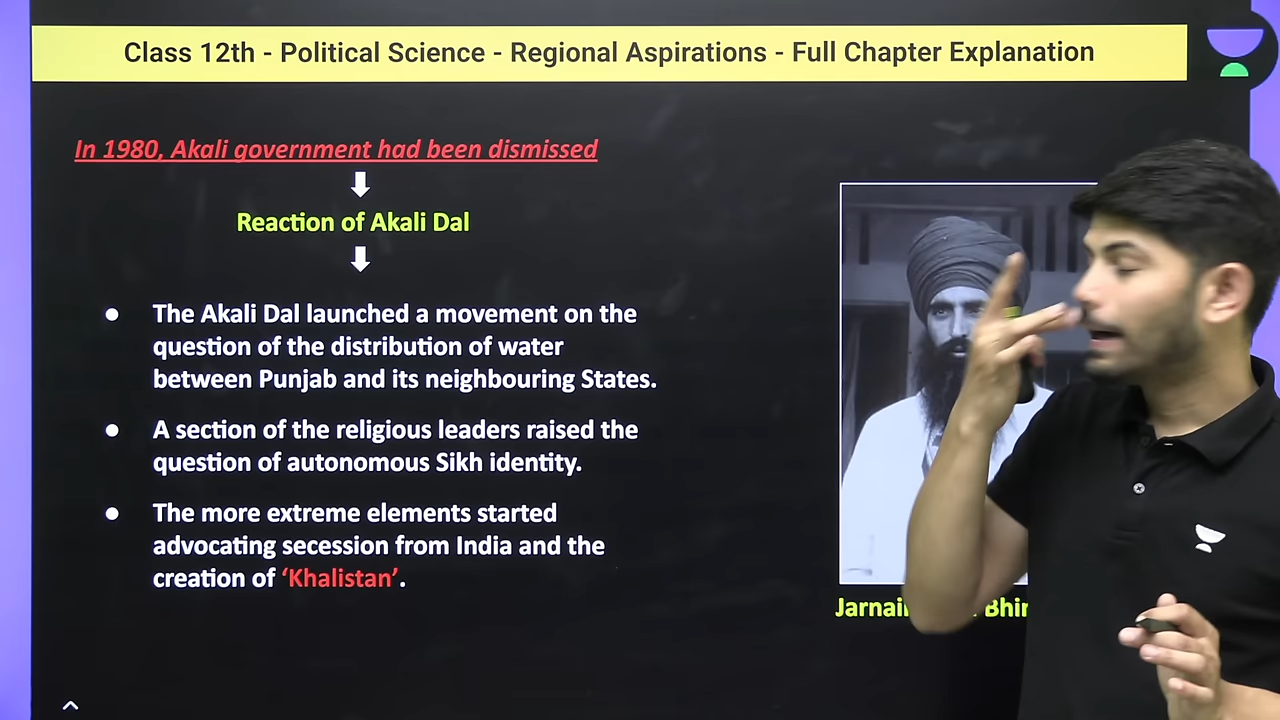 Class 12th - Political Science - Regional Aspirations - Full Chapter Explanation
In 1980, Akali government had been dismissed
Reaction of Akali Dal
● The Akali Dal launched a movement on the
question of the distribution of water
between Punjab and its neighbouring States.
● A section of the religious leaders raised the
question of autonomous Sikh identity.
● The more extreme elements started
advocating secession from India and the
creation of ‘Khalistan’.